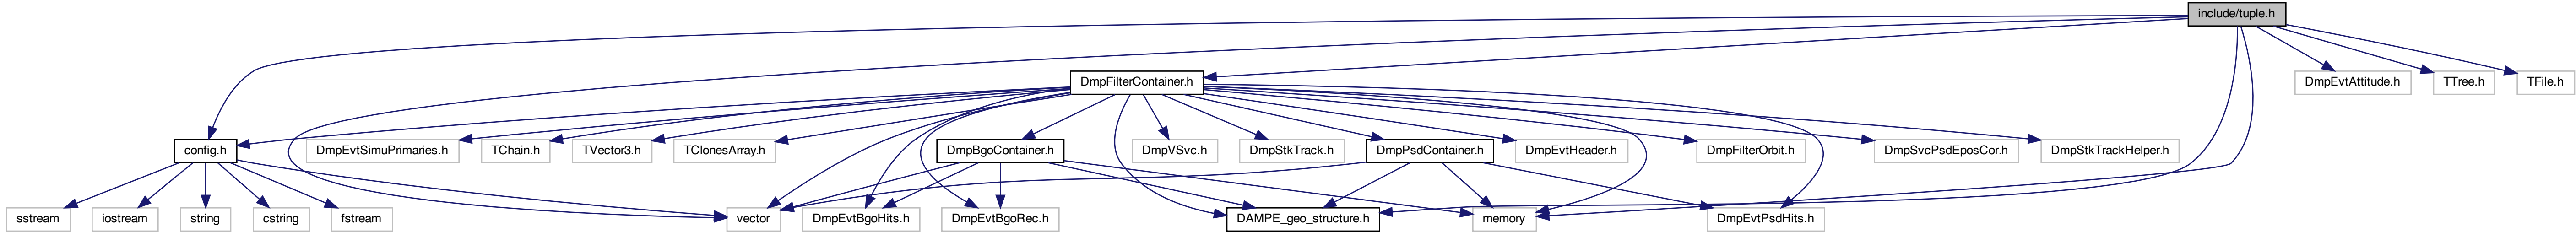 include/tuple.h
DmpFilterContainer.h
DmpEvtAttitude.h
TTree.h
TFile.h
config.h
DmpEvtSimuPrimaries.h
TChain.h
TVector3.h
TClonesArray.h
DmpBgoContainer.h
DmpVSvc.h
DmpStkTrack.h
DmpPsdContainer.h
DmpEvtHeader.h
DmpFilterOrbit.h
DmpSvcPsdEposCor.h
DmpStkTrackHelper.h
sstream
iostream
string
cstring
fstream
vector
DmpEvtBgoHits.h
DmpEvtBgoRec.h
DAMPE_geo_structure.h
memory
DmpEvtPsdHits.h